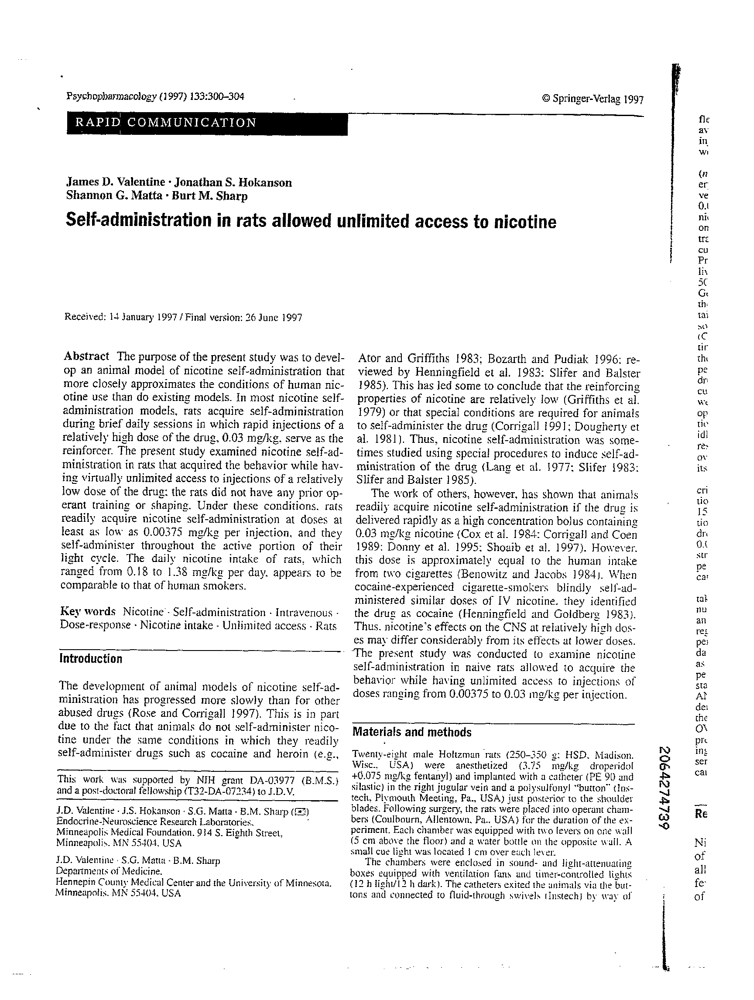 Psychopharmacology (1997) 133:300–304
© Springer-Verlag 1997
RAPID COMMUNICATION
James D. Valentine · Jonathan S. Hokanson
Shannon G. Matta · Burt M. Sharp
Self-administration in rats allowed unlimited access to nicotine
Received: 14 January 1997 / Final version: 26 June 1997
Abstract The purpose of the present study was to devel-
op an animal model of nicotine self-administration that
more closely approximates the conditions of human nic-
otine use than do existing models. In most nicotine self-
administration models, rats acquire self-administration
during brief daily sessions in which rapid injections of a
relatively high dose of the drug, 0.03 mg/kg, serve as the
reinforcer. The present study examined nicotine self-ad-
ministration in rats that acquired the behavior while hav-
ing virtually unlimited access to injections of a relatively
low dose of the drug; the rats did not have any prior op-
erant training or shaping. Under these conditions, rats
readily acquire nicotine self-administration at doses at
least as low as 0.00375 mg/kg per injection, and they
self-administer throughout the active portion of their
light cycle. The daily nicotine intake of rats, which
ranged from 0.18 to 1.38 mg/kg per day, appears to be
comparable to that of human smokers.
Key words Nicotine · Self-administration · Intravenous ·
Dose-response · Nicotine intake · Unlimited access · Rats
Introduction
The development of animal models of nicotine self-ad-
ministration has progressed more slowly than for other
abused drugs (Rose and Corrigall 1997). This is in part
due to the fact that animals do not self-administer nico-
tine under the same conditions in which they readily
self-administer drugs such as cocaine and heroin (e.g.,
This work was supported by NIH grant DA-03977 (B.M.S.)
and a post-doctoral fellowship (T32-DA-07234) to J.D.V.
J.D. Valentine · J.S. Hokanson · S.G. Matta · B.M. Sharp (✉)
Endocrine-Neuroscience Research Laboratories,
Minneapolis Medical Foundation, 914 S. Eighth Street,
Minneapolis, MN 55404, USA
J.D. Valentine · S.G. Matta · B.M. Sharp
Departments of Medicine,
Hennepin County Medical Center and the University of Minnesota,
Minneapolis, MN 55404, USA
Ator and Griffiths 1983; Bozarth and Pudiak 1996; re-
viewed by Henningfield et al. 1983; Slifer and Balster
1985). This has led some to conclude that the reinforcing
properties of nicotine are relatively low (Griffiths et al.
1979) or that special conditions are required for animals
to self-administer the drug (Corrigall 1991; Dougherty et
al. 1981). Thus, nicotine self-administration was some-
times studied using special procedures to induce self-ad-
ministration of the drug (Lang et al. 1977; Slifer 1983;
Slifer and Balster 1985).
The work of others, however, has shown that animals
readily acquire nicotine self-administration if the drug is
delivered rapidly as a high concentration bolus containing
0.03 mg/kg nicotine (Cox et al. 1984; Corrigall and Coen
1989; Donny et al. 1995; Shoaib et al. 1997). However,
this dose is approximately equal to the human intake
from two cigarettes (Benowitz and Jacobs 1984). When
cocaine-experienced cigarette-smokers blindly self-ad-
ministered similar doses of IV nicotine, they identified
the drug as cocaine (Henningfield and Goldberg 1983).
Thus, nicotine's effects on the CNS at relatively high dos-
es may differ considerably from its effects at lower doses.
The present study was conducted to examine nicotine
self-administration in naive rats allowed to acquire the
behavior while having unlimited access to injections of
doses ranging from 0.00375 to 0.03 mg/kg per injection.
Materials and methods
Twenty-eight male Holtzman rats (250–350 g; HSD, Madison,
Wisc., USA) were anesthetized (3.75 mg/kg droperidol
+0.075 mg/kg fentanyl) and implanted with a catheter (PE 90 and
silastic) in the right jugular vein and a polysulfonyl "button" (Ins-
tech, Plymouth Meeting, Pa., USA) just posterior to the shoulder
blades. Following surgery, the rats were placed into operant cham-
bers (Coulbourn, Allentown, Pa., USA) for the duration of the ex-
periment. Each chamber was equipped with two levers on one wall
(5 cm above the floor) and a water bottle on the opposite wall. A
small cue light was located 1 cm over each lever.
The chambers were enclosed in sound- and light-attenuating
boxes equipped with ventilation fans and timer-controlled lights
(12 h light/12 h dark). The catheters exited the animals via the but-
tons and connected to fluid-through swivels (Instech) by way of
2064274739